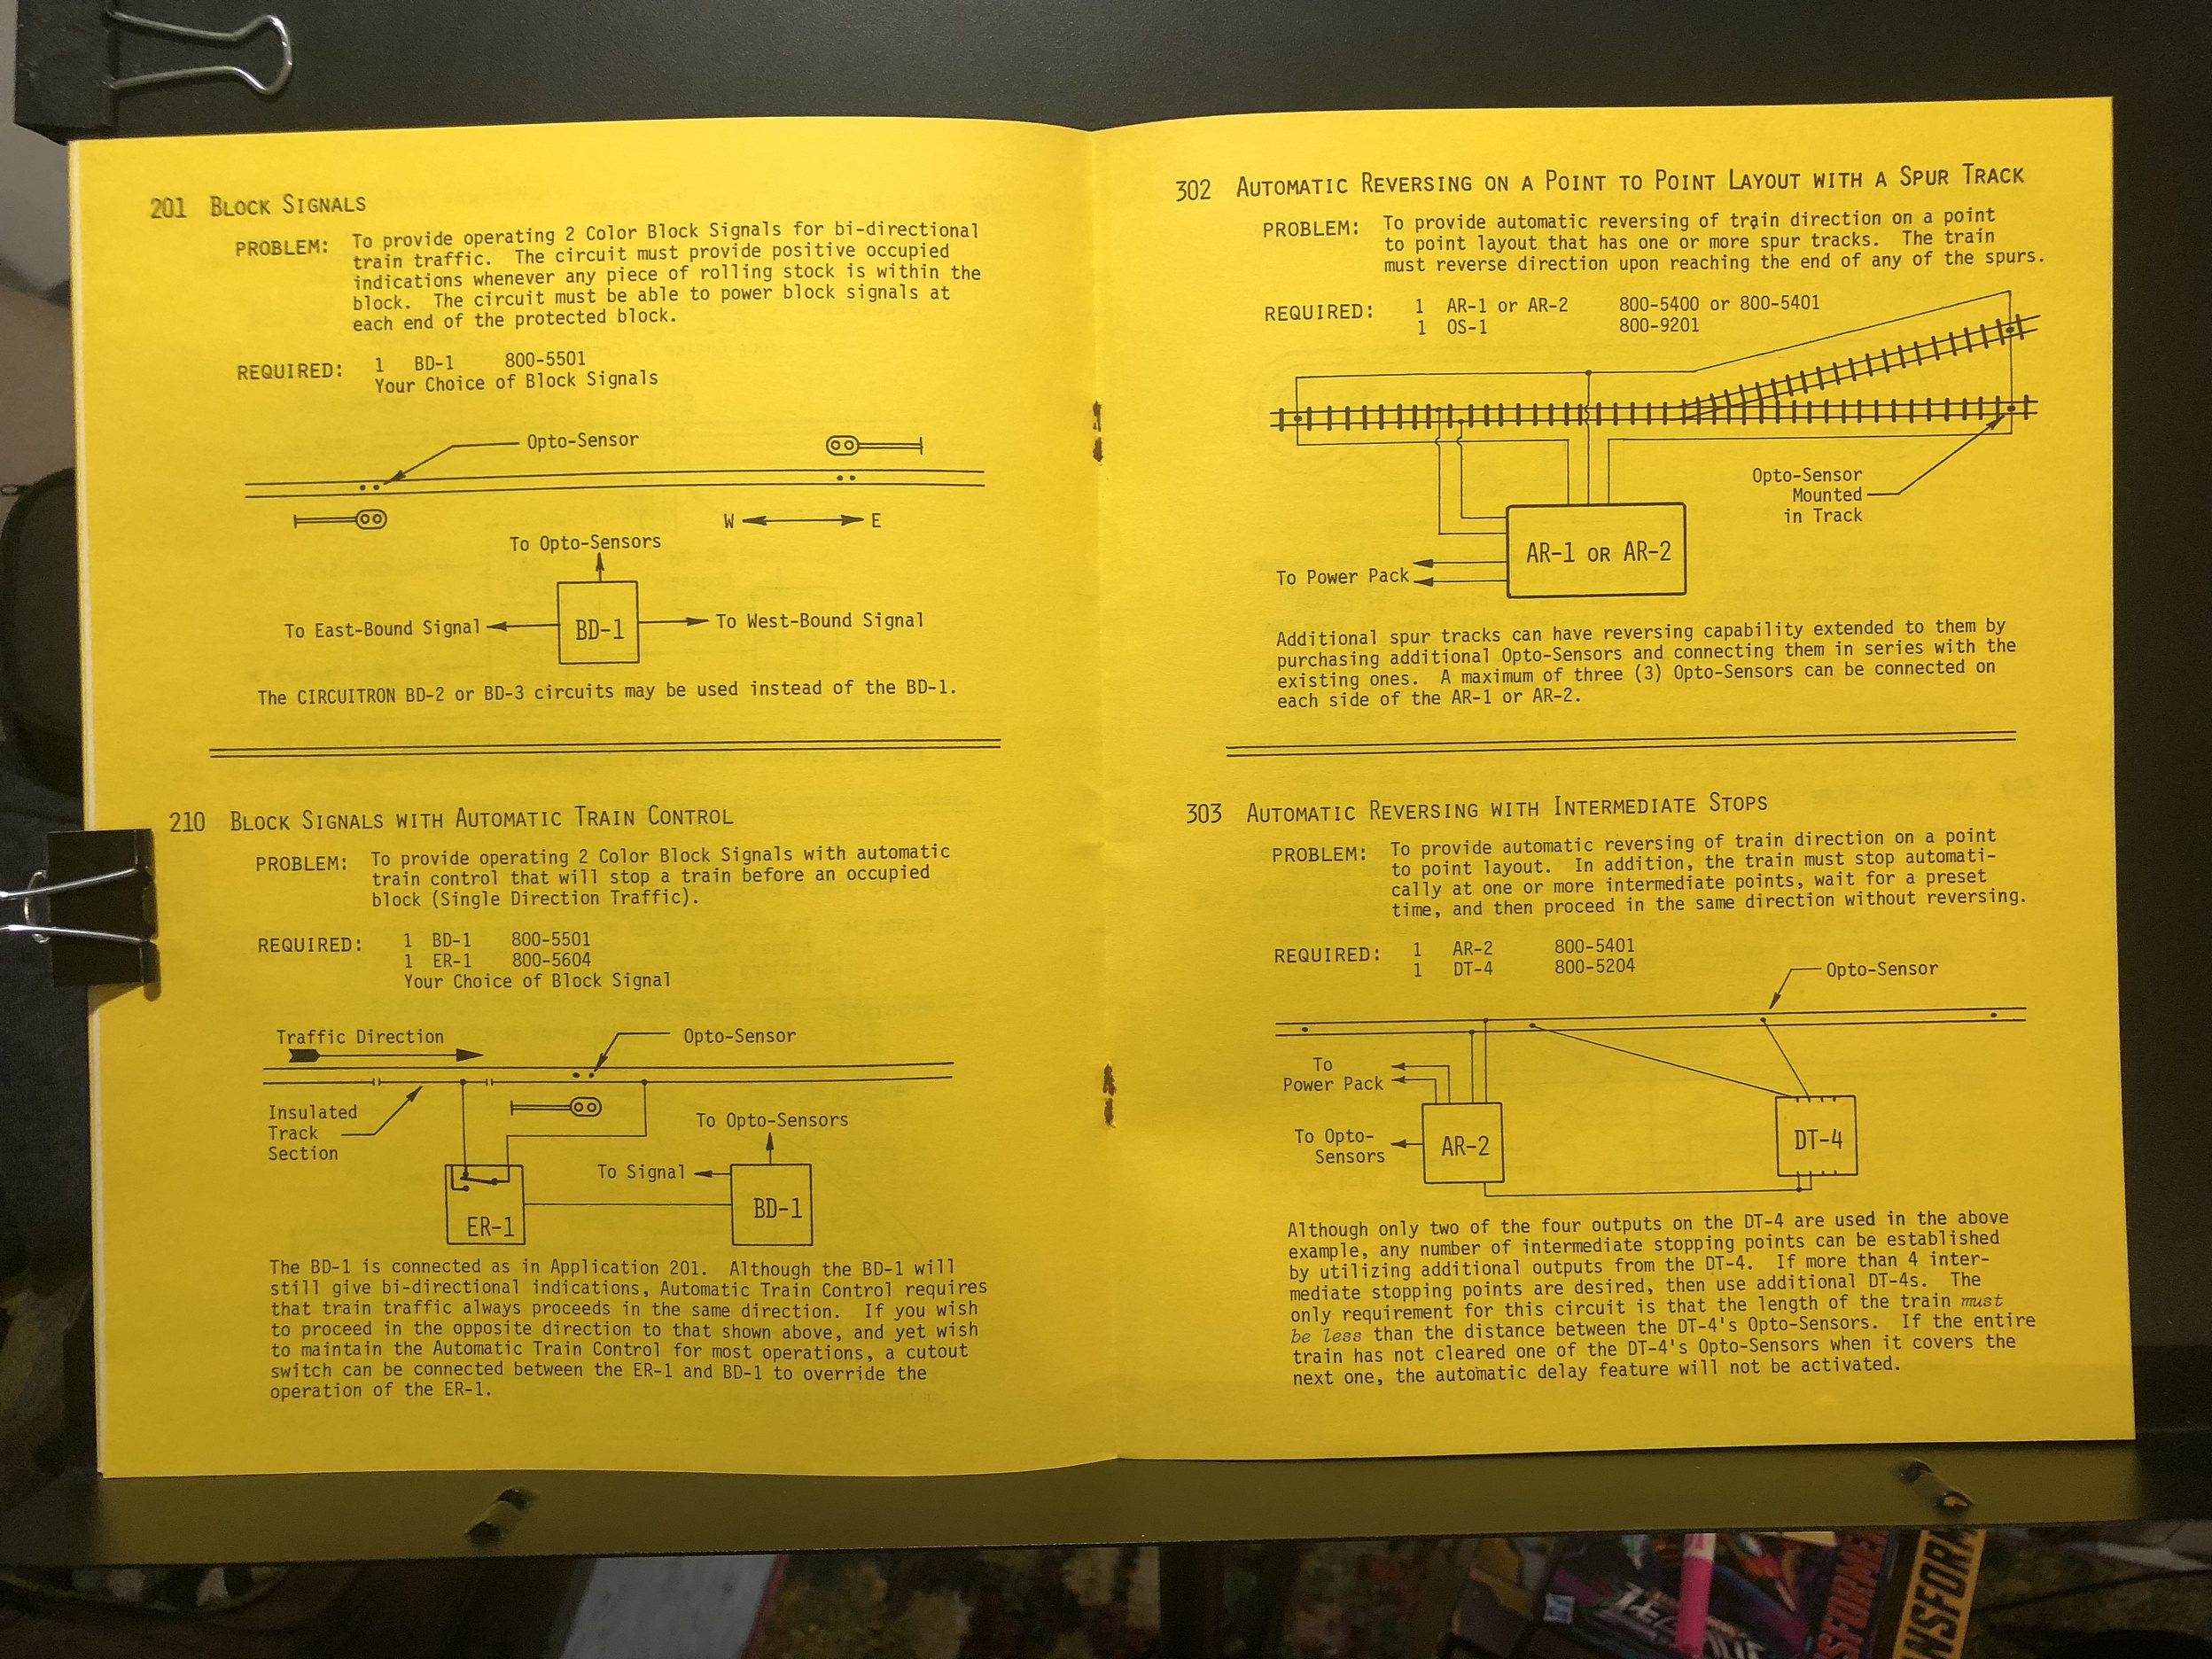 201 BLOCK SIGNALS
PROBLEM: To provide operating 2 Color Block Signals for bi-directional
train traffic. The circuit must provide positive occupied
indications whenever any piece of rolling stock is within the
block. The circuit must be able to power block signals at
each end of the protected block.
REQUIRED: 1 BD-1 800-5501
Your Choice of Block Signals
Opto-Sensor
W E
To Opto-Sensors
To East-Bound Signal BD-1 To West-Bound Signal
The CIRCUITRON BD-2 or BD-3 circuits may be used instead of the BD-1.
210 BLOCK SIGNALS WITH AUTOMATIC TRAIN CONTROL
PROBLEM: To provide operating 2 Color Block Signals with automatic
train control that will stop a train before an occupied
block (Single Direction Traffic).
REQUIRED: 1 BD-1 800-5501
1 ER-1 800-5604
Your Choice of Block Signal
Traffic Direction
Opto-Sensor
Insulated
Track
Section
To Opto-Sensors
To Signal
ER-1
BD-1
The BD-1 is connected as in Application 201. Although the BD-1 will
still give bi-directional indications, Automatic Train Control requires
that train traffic always proceeds in the same direction. If you wish
to proceed in the opposite direction to that shown above, and yet wish
to maintain the Automatic Train Control for most operations, a cutout
switch can be connected between the ER-1 and BD-1 to override the
operation of the ER-1.
302 AUTOMATIC REVERSING ON A POINT TO POINT LAYOUT WITH A SPUR TRACK
PROBLEM: To provide automatic reversing of train direction on a point
to point layout that has one or more spur tracks. The train
must reverse direction upon reaching the end of any of the spurs.
REQUIRED: 1 AR-1 or AR-2 800-5400 or 800-5401
1 OS-1 800-9201
Opto-Sensor
Mounted
in Track
AR-1 OR AR-2
To Power Pack
Additional spur tracks can have reversing capability extended to them by
purchasing additional Opto-Sensors and connecting them in series with the
existing ones. A maximum of three (3) Opto-Sensors can be connected on
each side of the AR-1 or AR-2.
303 AUTOMATIC REVERSING WITH INTERMEDIATE STOPS
PROBLEM: To provide automatic reversing of train direction on a point
to point layout. In addition, the train must stop automati-
cally at one or more intermediate points, wait for a preset
time, and then proceed in the same direction without reversing.
REQUIRED: 1 AR-2 800-5401
1 DT-4 800-5204
Opto-Sensor
To
Power Pack
To Opto-
Sensors
AR-2
DT-4
Although only two of the four outputs on the DT-4 are used in the above
example, any number of intermediate stopping points can be established
by utilizing additional outputs from the DT-4. If more than 4 inter-
mediate stopping points are desired, then use additional DT-4s. The
only requirement for this circuit is that the length of the train must
be less than the distance between the DT-4's Opto-Sensors. If the entire
train has not cleared one of the DT-4's Opto-Sensors when it covers the
next one, the automatic delay feature will not be activated.